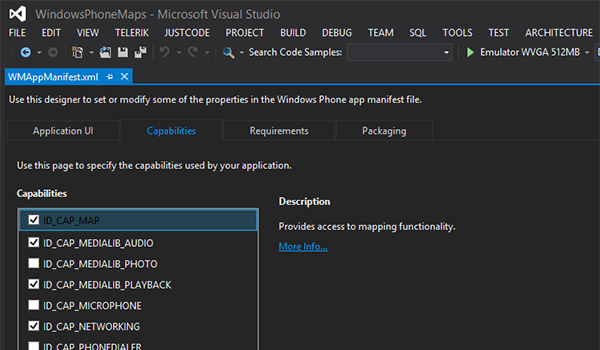 WindowsPhoneMaps - Microsoft Visual Studio
FILE EDIT VIEW TELERIK JUSTCODE PROJECT BUILD DEBUG TEAM SQL TOOLS TEST ARCHITECTURE
Search Code Samples: Emulator WVGA 512MB
WMAppManifest.xml
Use this designer to set or modify some of the properties in the Windows Phone app manifest file.
Application UI Capabilities Requirements Packaging
Use this page to specify the capabilities used by your application.
Capabilities Description
ID_CAP_MAP Provides access to mapping functionality.
ID_CAP_MEDIALIB_AUDIO More Info...
ID_CAP_MEDIALIB_PHOTO
ID_CAP_MEDIALIB_PLAYBACK
ID_CAP_MICROPHONE
ID_CAP_NETWORKING
ID_CAP_PHONEDIALER